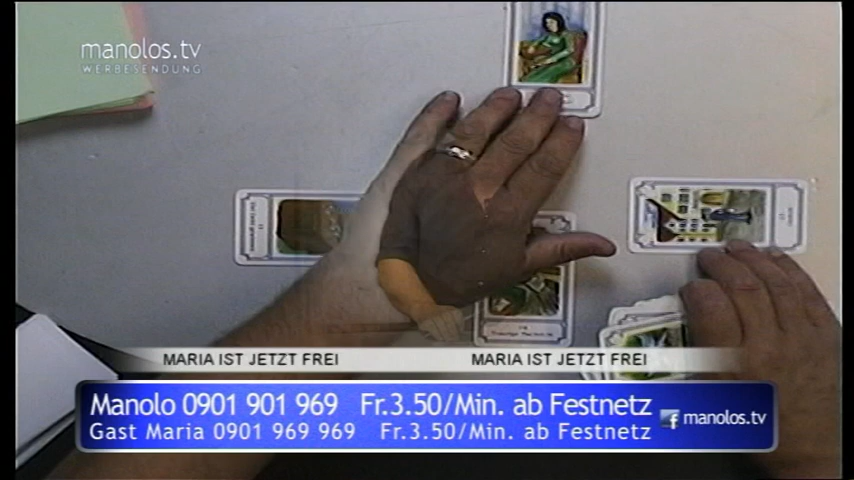 manolos.tv
WERBESENDUNG
MARIA IST JETZT FREI MARIA IST JETZT FREI
Manolo 0901 901 969 Fr.3.50/Min. ab Festnetz
Gast Maria 0901 969 969 Fr.3.50/Min. ab Festnetz
f manolos.tv